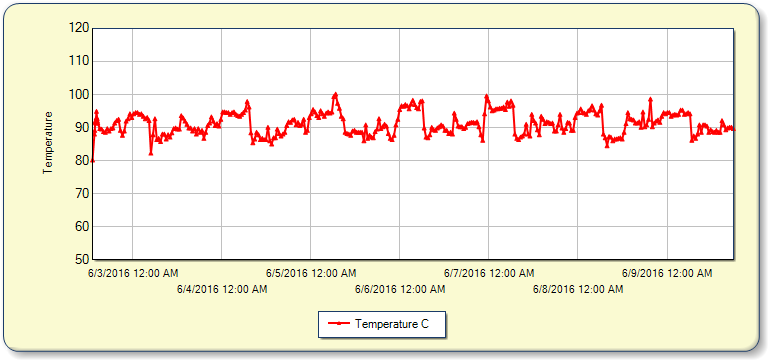 120
110
100
90
80
70
60
50
Temperature
6/3/2016 12:00 AM
6/4/2016 12:00 AM
6/5/2016 12:00 AM
6/6/2016 12:00 AM
6/7/2016 12:00 AM
6/8/2016 12:00 AM
6/9/2016 12:00 AM
Temperature C